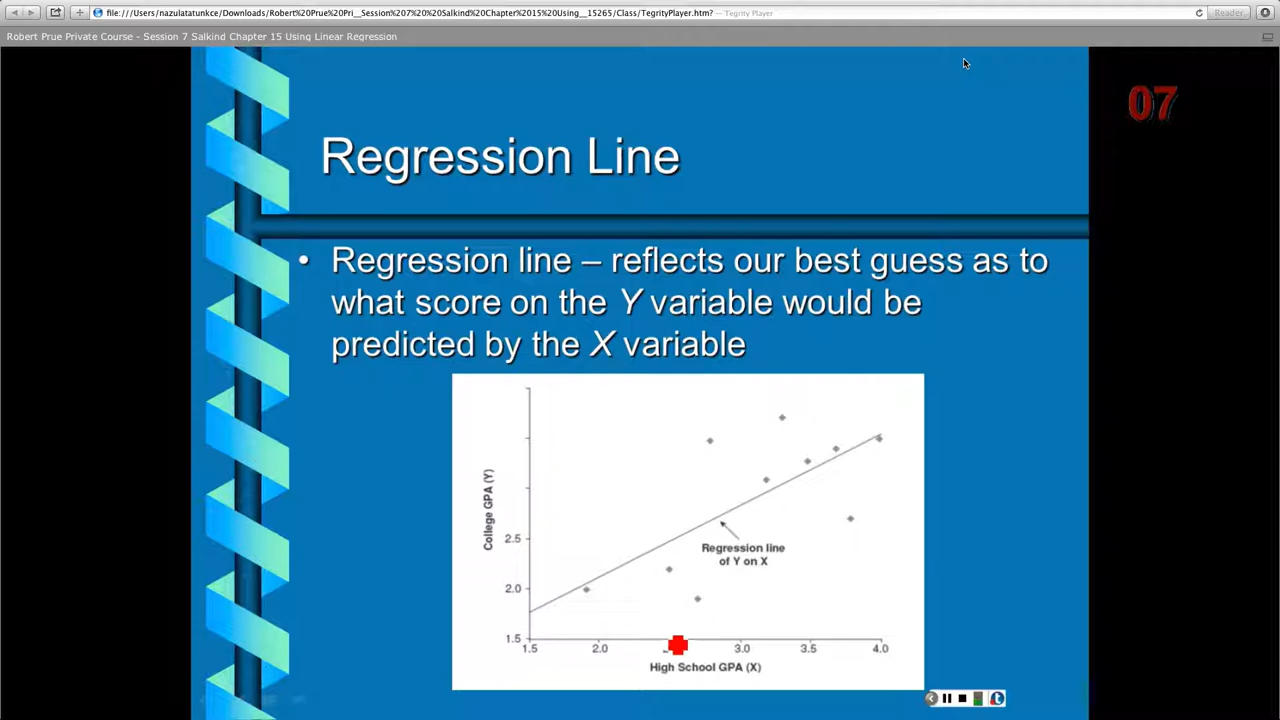 file:///Users/nazulatatunkce/Downloads/Robert%20Prue%20Pri__Session%207%20%20Salkind%20Chapter%2015%20Using__15265/Class/TegrityPlayer.htm? — Tegrity Player
Reader
Robert Prue Private Course - Session 7 Salkind Chapter 15 Using Linear Regression
07
Regression Line
• Regression line – reflects our best guess as to
what score on the Y variable would be
predicted by the X variable
College GPA (Y)
2.5
2.0
1.5
Regression line
of Y on X
1.5 2.0 3.0 3.5 4.0
High School GPA (X)
t